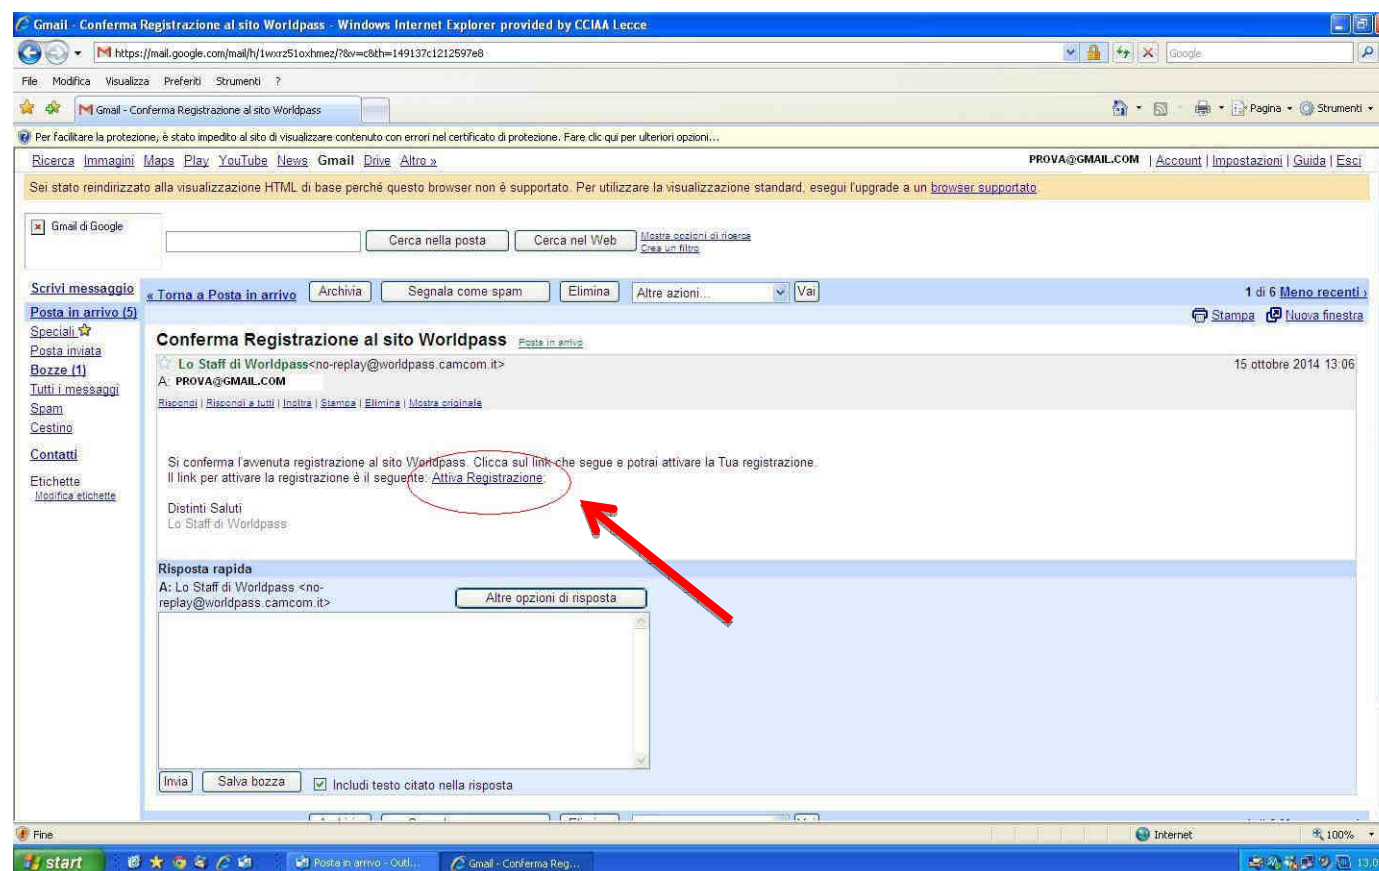 Gmail - Conferma Registrazione al sito Worldpass - Windows Internet Explorer provided by CCIAA Lecce
https://mail.google.com/mail/h/1wxrz51oxhmez/?&v=c&th=149137c1212597e8
Google
File Modifica Visualizza Preferiti Strumenti ?
Gmail - Conferma Registrazione al sito Worldpass
Pagina Strumenti
Per facilitare la protezione, è stato impedito al sito di visualizzare contenuto con errori nel certificato di protezione. Fare clic qui per ulteriori opzioni...
Ricerca Immagini Maps Play YouTube News Gmail Drive Altro »
PROVA@GMAIL.COM | Account | Impostazioni | Guida | Esci
Sei stato reindirizzato alla visualizzazione HTML di base perché questo browser non è supportato. Per utilizzare la visualizzazione standard, esegui l'upgrade a un browser supportato.
Gmail di Google
Cerca nella posta Cerca nel Web
Mostra opzioni di ricerca
Crea un filtro
Scrivi messaggio
Posta in arrivo (5)
Speciali
Posta inviata
Bozze (1)
Tutti i messaggi
Spam
Cestino
Contatti
Etichette
Modifica etichette
« Torna a Posta in arrivo Archivia Segnala come spam Elimina Altre azioni... Vai
1 di 6 Meno recenti ›
Stampa Nuova finestra
Conferma Registrazione al sito Worldpass Posta in arrivo
Lo Staff di Worldpass<no-replay@worldpass.camcom.it>
15 ottobre 2014 13:06
A: PROVA@GMAIL.COM
Rispondi | Rispondi a tutti | Inoltra | Stampa | Elimina | Mostra originale
Si conferma l'avvenuta registrazione al sito Worldpass. Clicca sul link che segue e potrai attivare la Tua registrazione.
Il link per attivare la registrazione è il seguente: Attiva Registrazione.
Distinti Saluti
Lo Staff di Worldpass
Risposta rapida
A: Lo Staff di Worldpass <no-
replay@worldpass.camcom.it>
Altre opzioni di risposta
Invia Salva bozza Includi testo citato nella risposta
Fine
Internet
100%
start
Posta in arrivo - Outl...
Gmail - Conferma Reg...